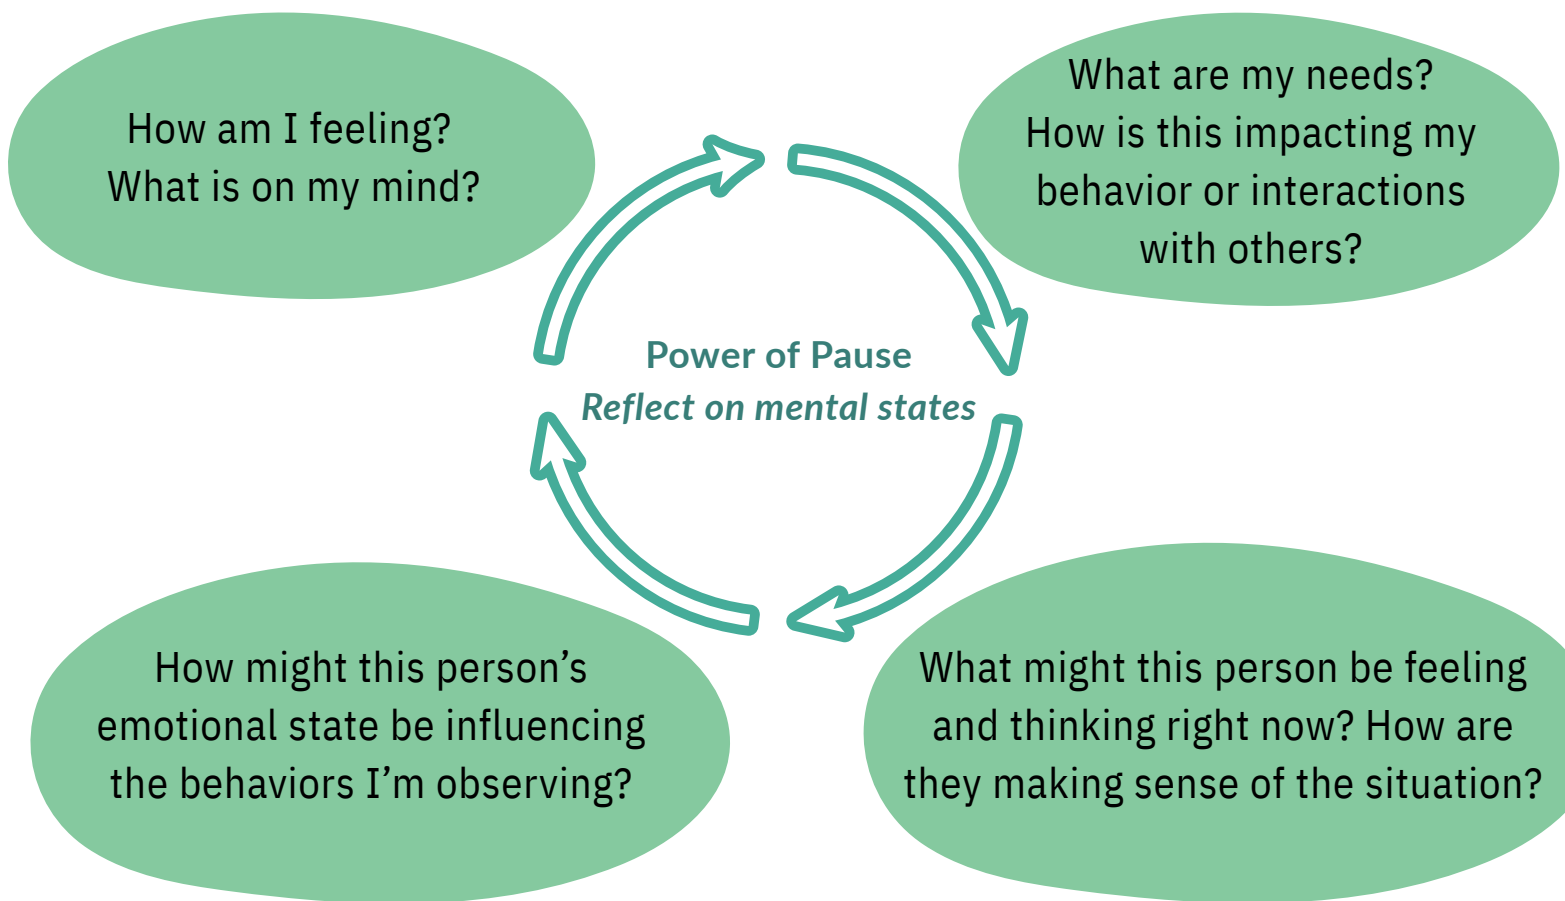 How am I feeling?
What is on my mind?
What are my needs?
How is this impacting my
behavior or interactions
with others?
Power of Pause
Reflect on mental states
How might this person’s
emotional state be influencing
the behaviors I’m observing?
What might this person be feeling
and thinking right now? How are
they making sense of the situation?